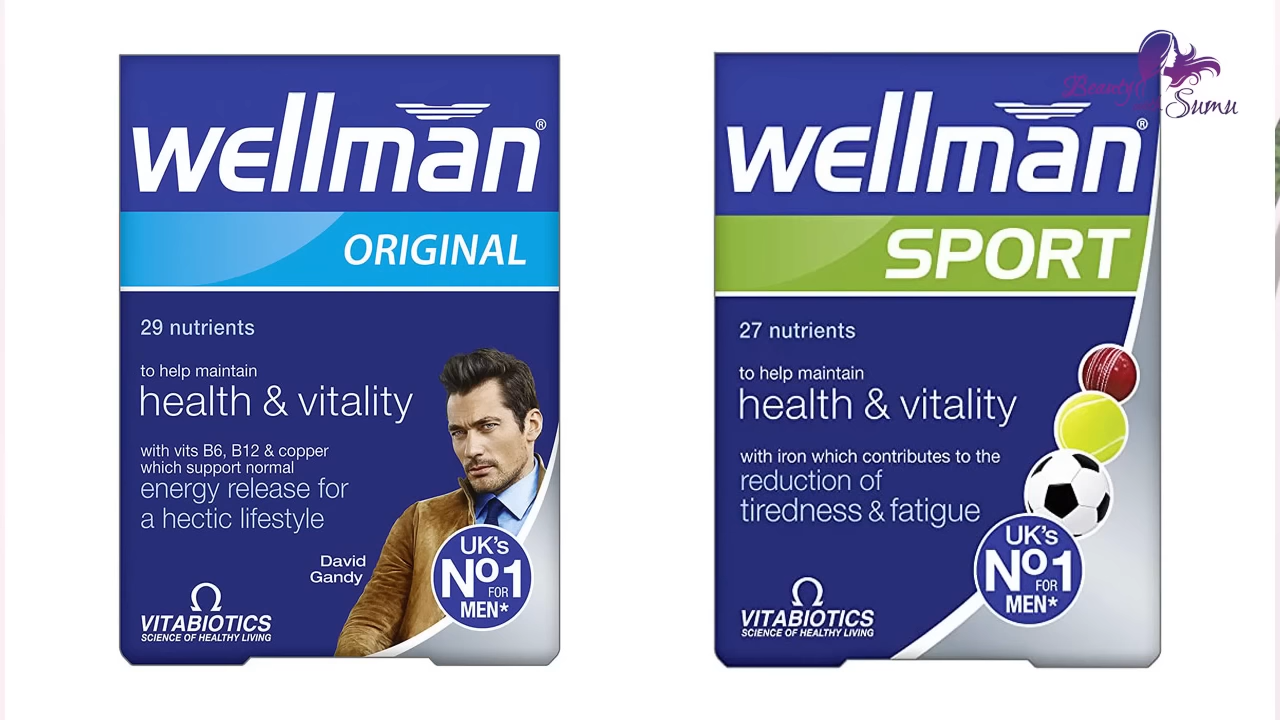 wellman®
ORIGINAL
29 nutrients
to help maintain
health & vitality
with vits B6, B12 & copper
which support normal
energy release for
a hectic lifestyle
David
Gandy
UK's
No1
FOR
MEN*
VITABIOTICS
SCIENCE OF HEALTHY LIVING
wellman®
SPORT
27 nutrients
to help maintain
health & vitality
with iron which contributes to the
reduction of
tiredness & fatigue
UK's
No1
FOR
MEN*
VITABIOTICS
SCIENCE OF HEALTHY LIVING
Beauty
Sumu